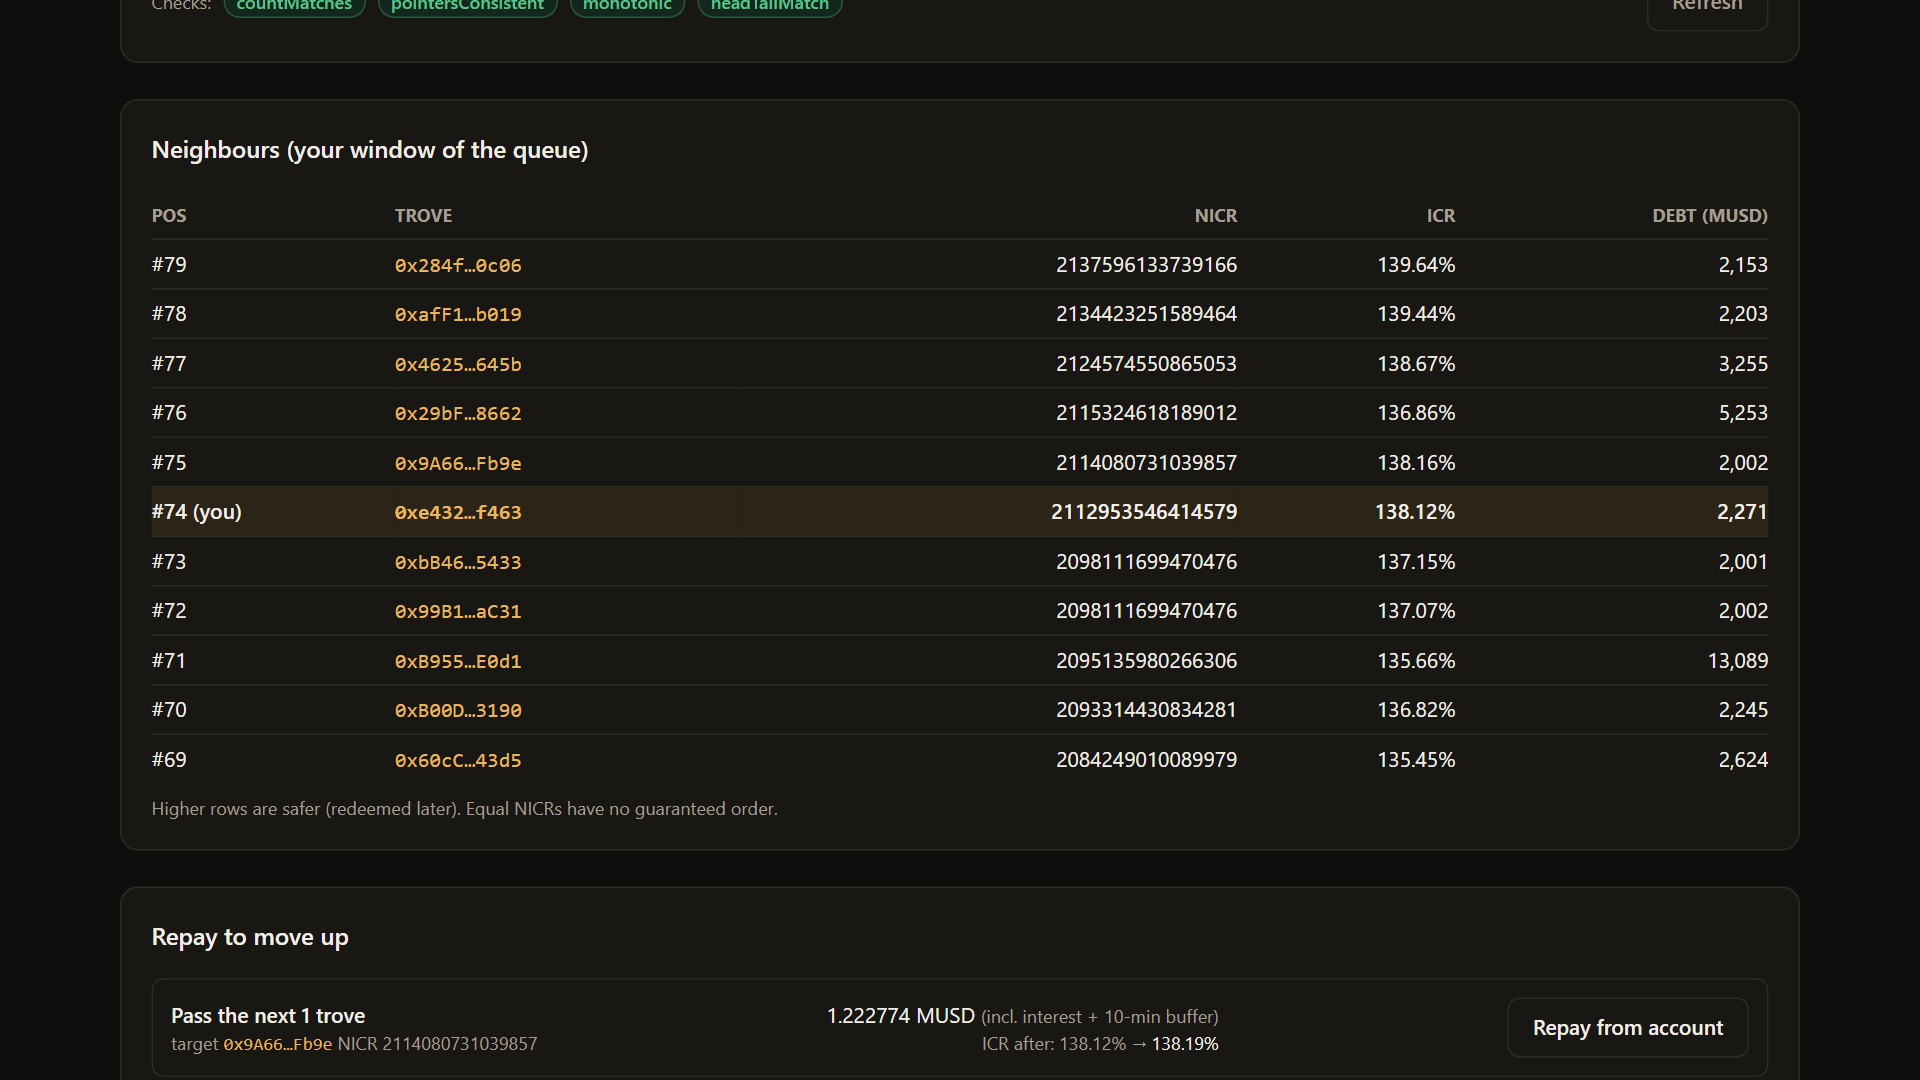 Checks: countMatches pointersConsistent monotonic headTailMatch Refresh
Neighbours (your window of the queue)
POS TROVE NICR ICR DEBT (MUSD)
#79 0x284f…0c06 2137596133739166 139.64% 2,153
#78 0xafF1…b019 2134423251589464 139.44% 2,203
#77 0x4625…645b 2124574550865053 138.67% 3,255
#76 0x29bF…8662 2115324618189012 136.86% 5,253
#75 0x9A66…Fb9e 2114080731039857 138.16% 2,002
#74 (you) 0xe432…f463 2112953546414579 138.12% 2,271
#73 0xbB46…5433 2098111699470476 137.15% 2,001
#72 0x99B1…aC31 2098111699470476 137.07% 2,002
#71 0xB955…E0d1 2095135980266306 135.66% 13,089
#70 0xB00D…3190 2093314430834281 136.82% 2,245
#69 0x60cC…43d5 2084249010089979 135.45% 2,624
Higher rows are safer (redeemed later). Equal NICRs have no guaranteed order.
Repay to move up
Pass the next 1 trove 1.222774 MUSD (incl. interest + 10-min buffer)
target 0x9A66…Fb9e NICR 2114080731039857 ICR after: 138.12% → 138.19%
Repay from account